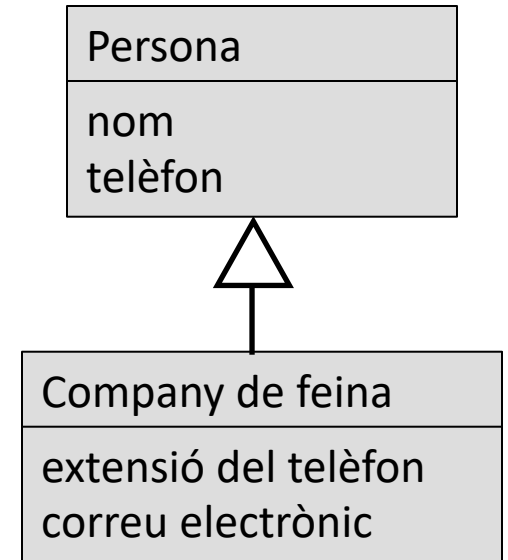 Persona
nom
telèfon
Company de feina
extensió del telèfon
correu electrònic